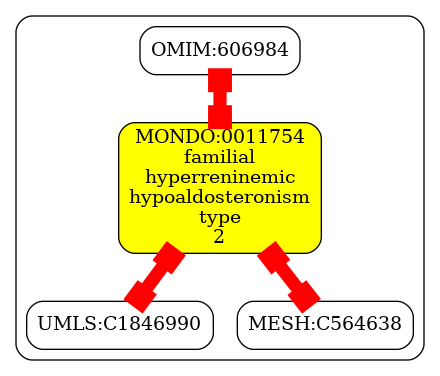 OMIM:606984
MONDO:0011754
familial
hyperreninemic
hypoaldosteronism
type
2
UMLS:C1846990
MESH:C564638